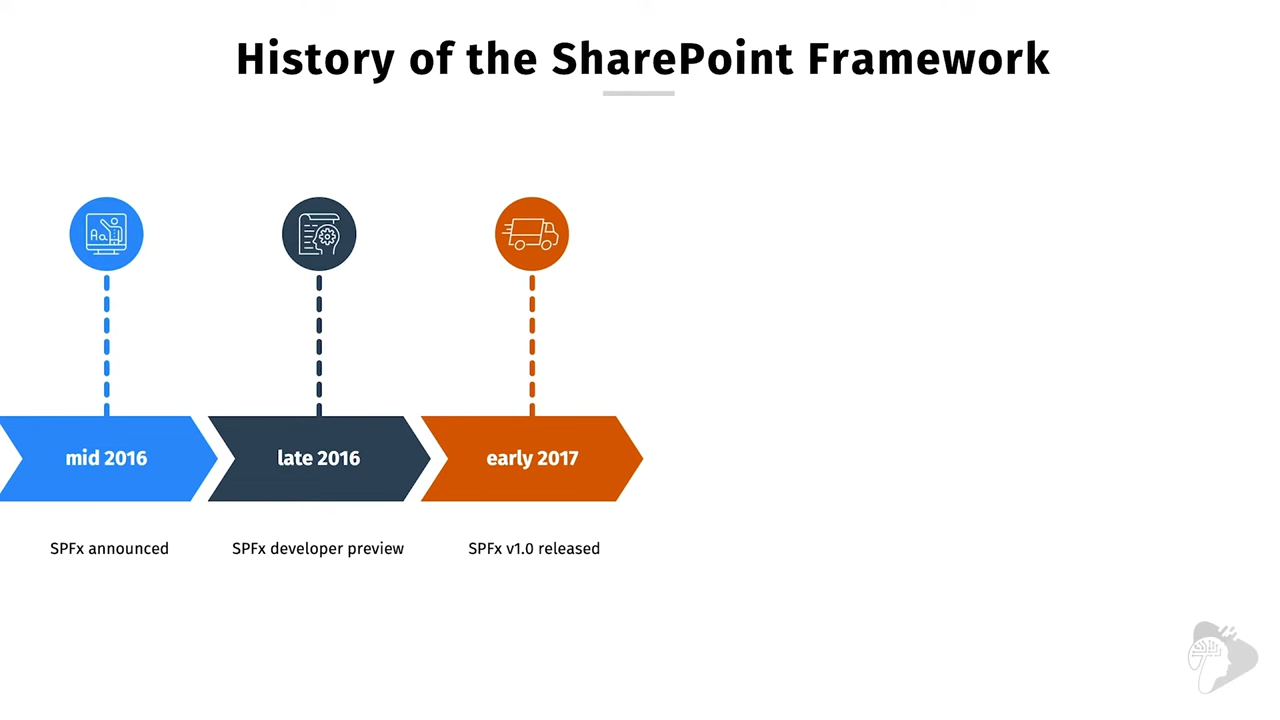 History of the SharePoint Framework
Aa
mid 2016
late 2016
early 2017
SPFx announced
SPFx developer preview
SPFx v1.0 released